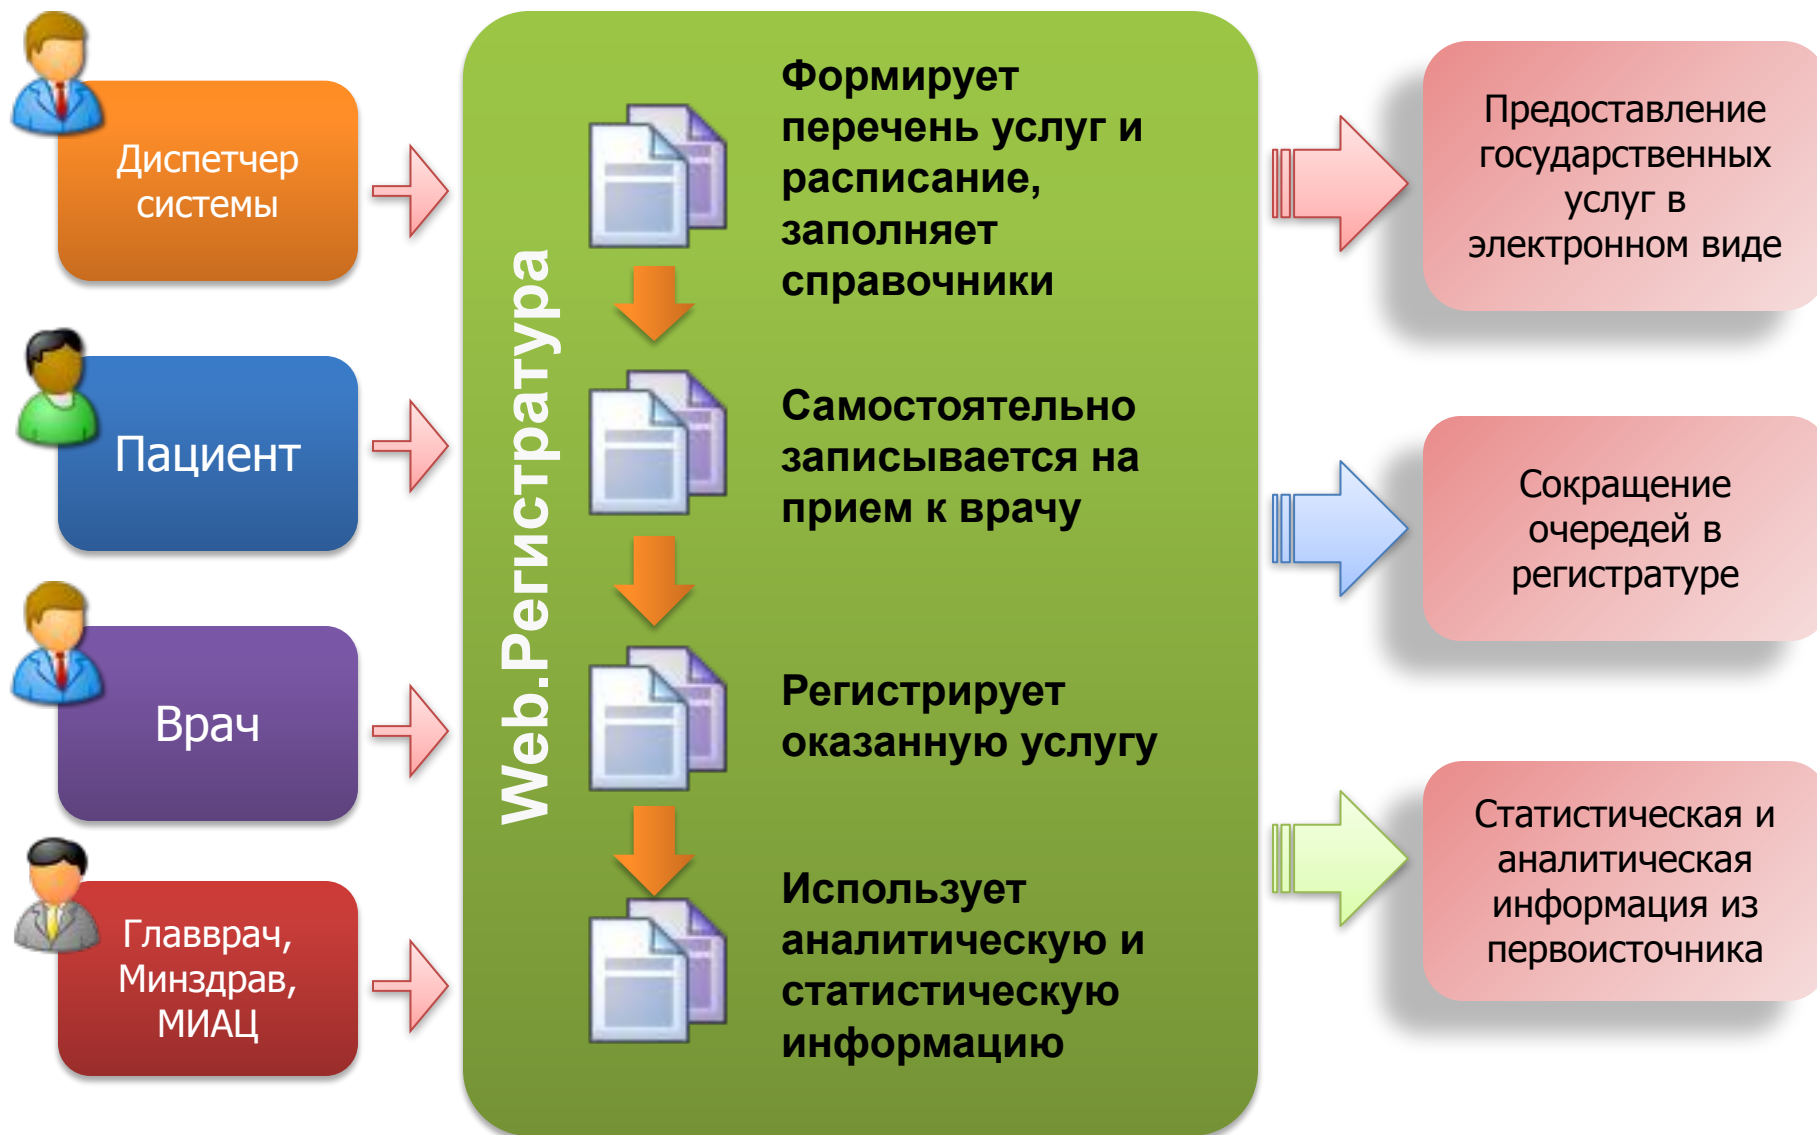 Диспетчер
системы
Пациент
Врач
Главврач,
Минздрав,
МИАЦ
Web.Регистратура
Формирует
перечень услуг и
расписание,
заполняет
справочники
Самостоятельно
записывается на
прием к врачу
Регистрирует
оказанную услугу
Использует
аналитическую и
статистическую
информацию
Предоставление
государственных
услуг в
электронном виде
Сокращение
очередей в
регистратуре
Статистическая и
аналитическая
информация из
первоисточника